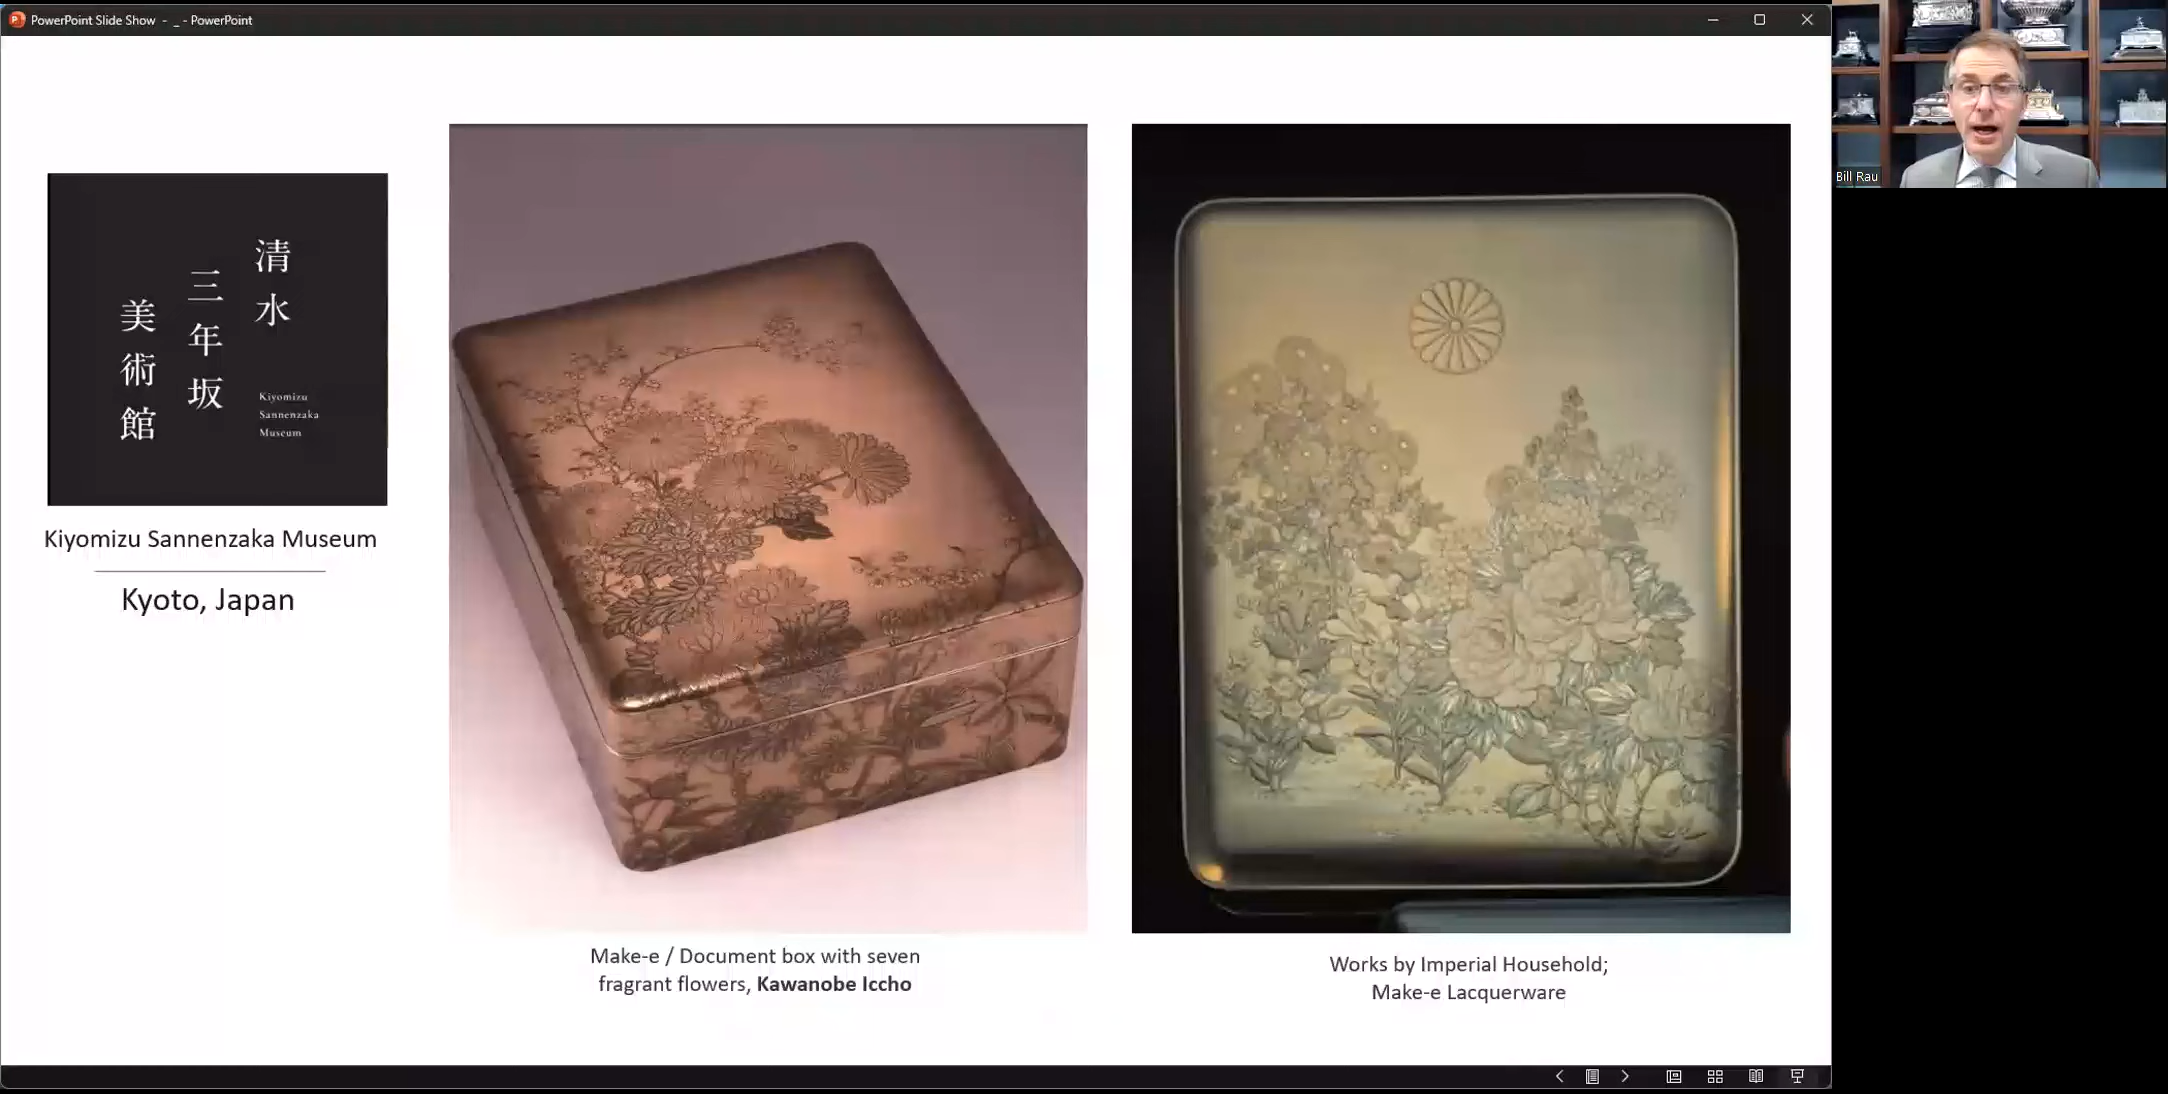 PowerPoint Slide Show - _ - PowerPoint
清水
三年坂
美術館
Kiyomizu
Sannenzaka
Museum
Kiyomizu Sannenzaka Museum
Kyoto, Japan
Make-e / Document box with seven
fragrant flowers, Kawanobe Iccho
Works by Imperial Household;
Make-e Lacquerware
Bill Rau